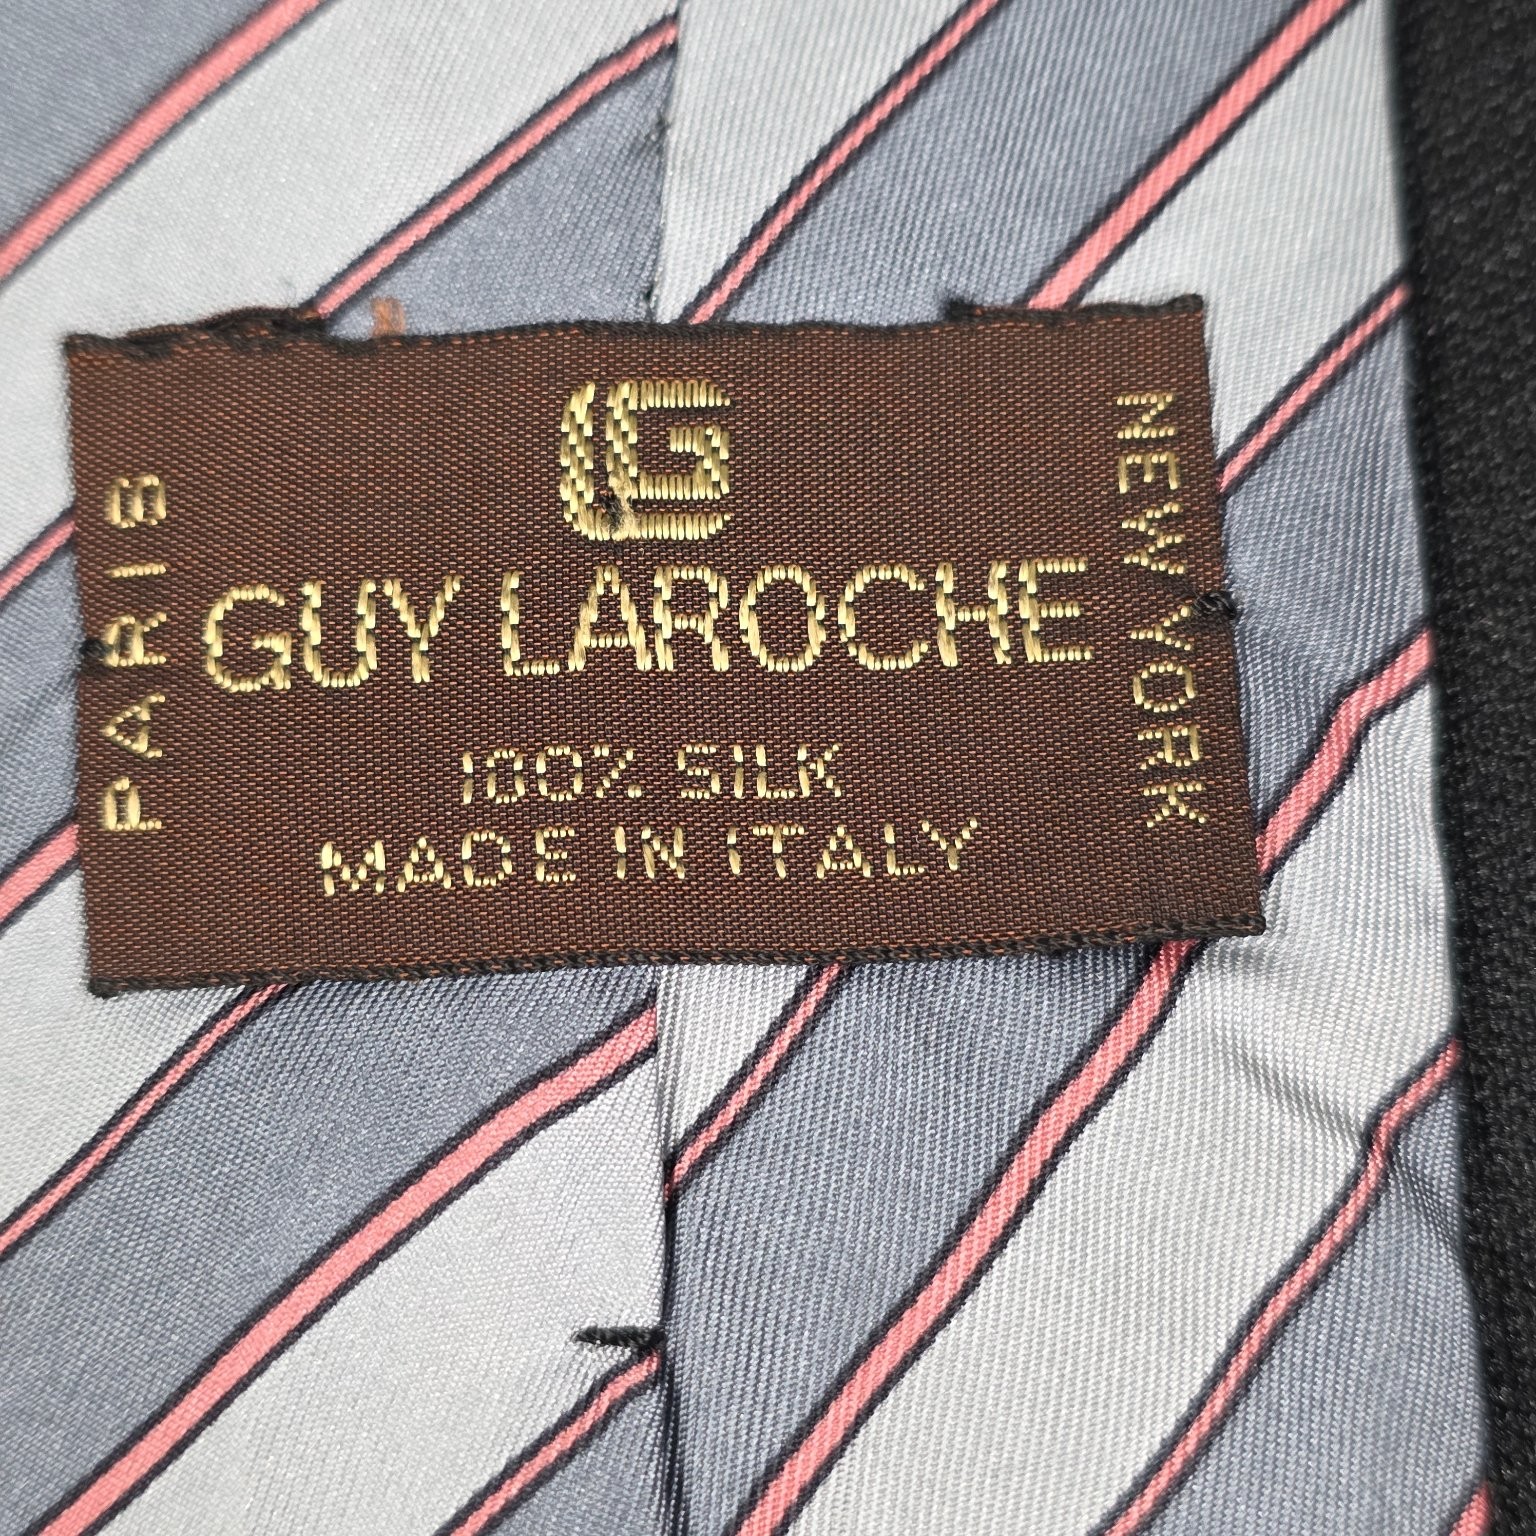 G
GUY LAROCHE
100% SILK
MADE IN ITALY
PARIS
NEW YORK